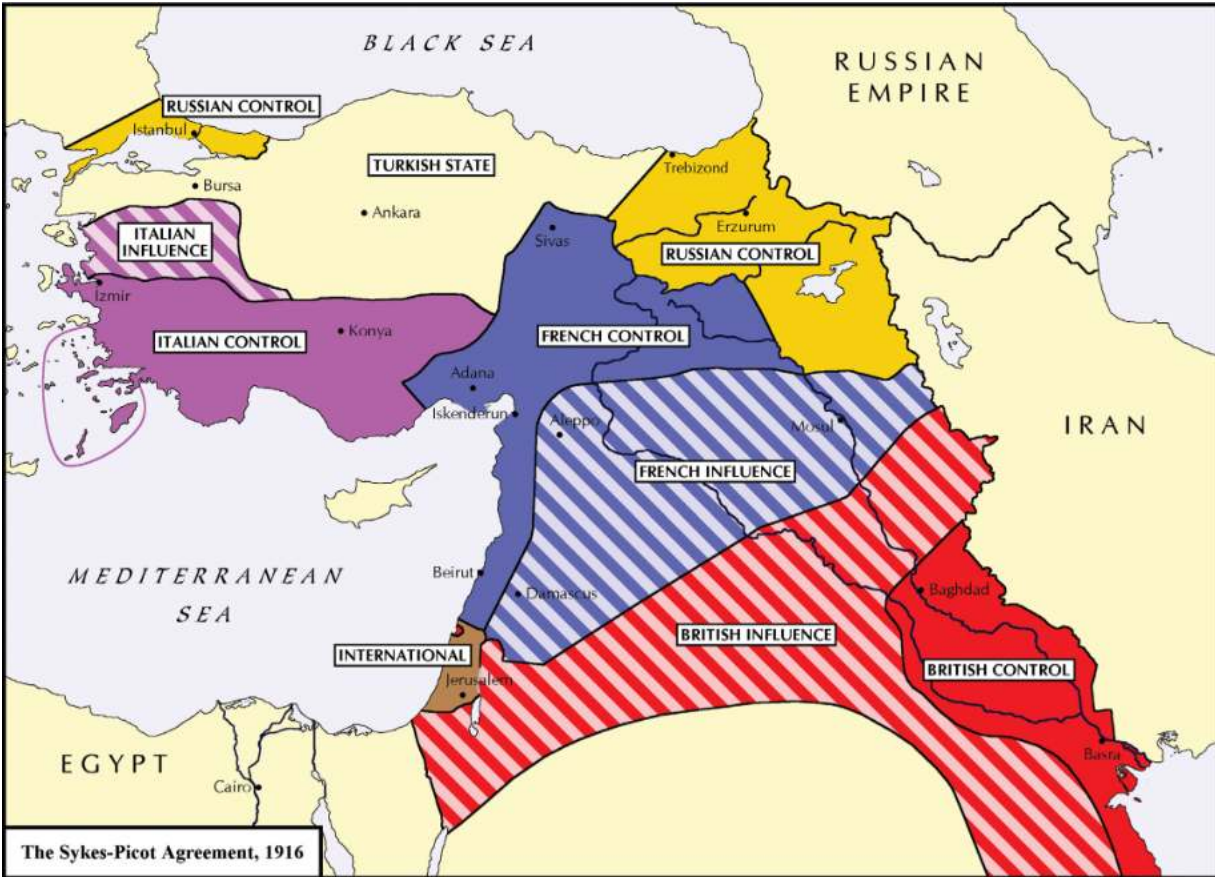 BLACK SEA
RUSSIAN
EMPIRE
RUSSIAN CONTROL
Istanbul
TURKISH STATE
Trebizond
Bursa
Ankara
Erzurum
ITALIAN
INFLUENCE
Sivas
RUSSIAN CONTROL
Izmir
Konya
ITALIAN CONTROL
FRENCH CONTROL
Adana
Iskenderun
Aleppo
Mosul
IRAN
FRENCH INFLUENCE
MEDITERRANEAN
SEA
Beirut
Damascus
Baghdad
BRITISH INFLUENCE
INTERNATIONAL
BRITISH CONTROL
Jerusalem
EGYPT
Cairo
Basra
The Sykes-Picot Agreement, 1916